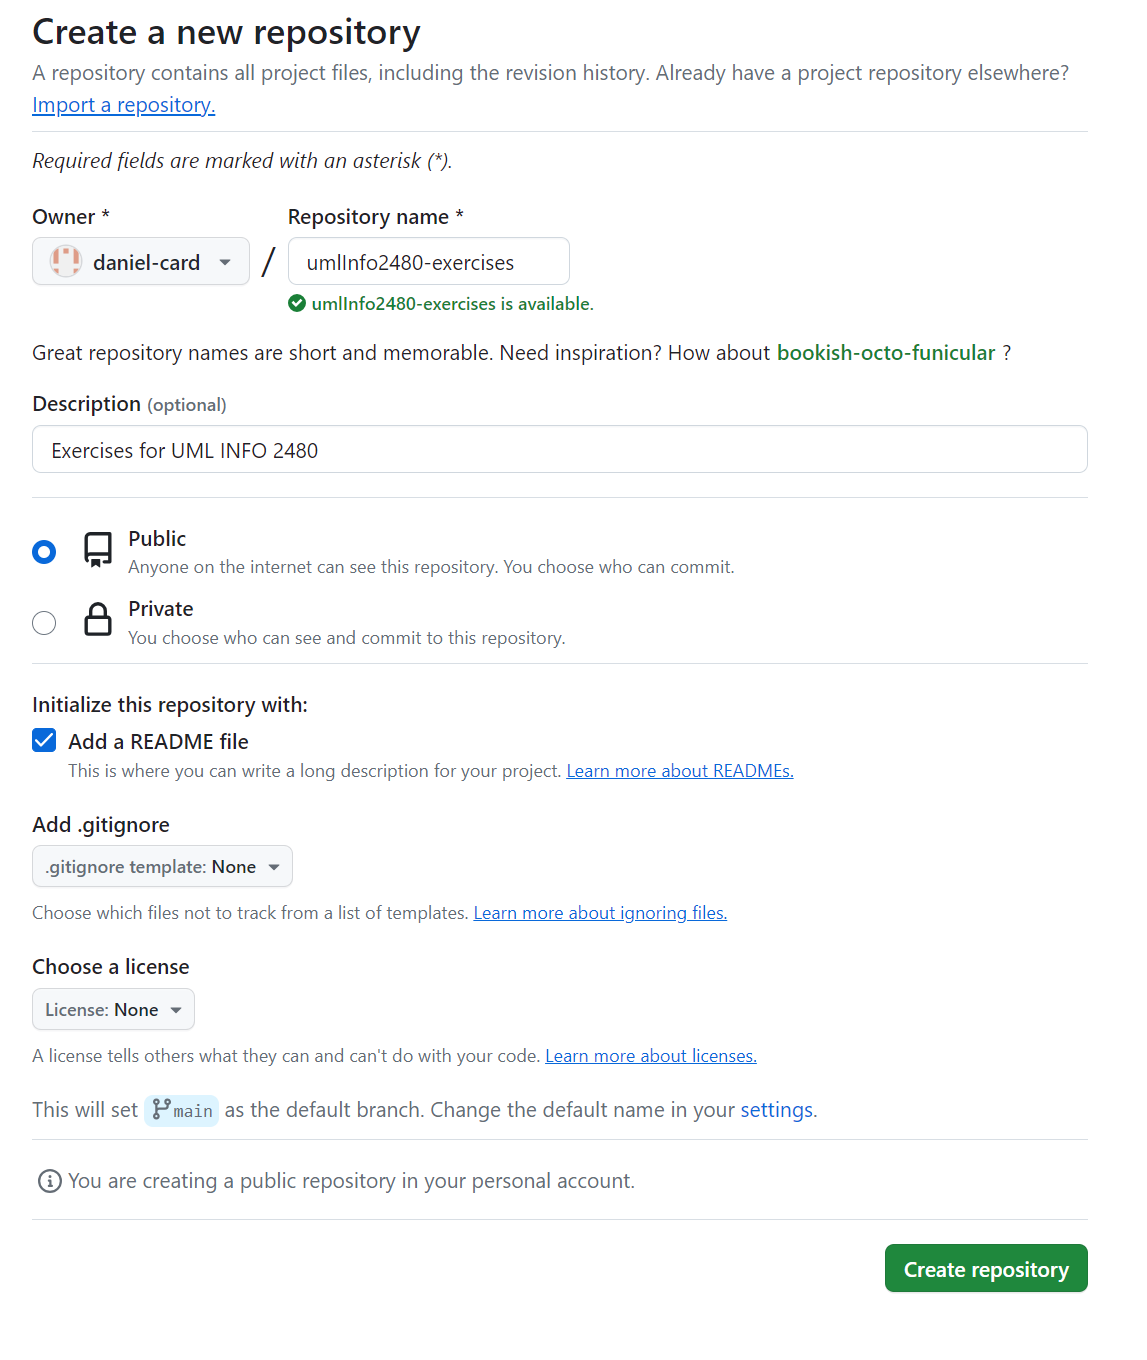 Create a new repository
A repository contains all project files, including the revision history. Already have a project repository elsewhere?
Import a repository.
Required fields are marked with an asterisk (*).
Owner *
Repository name *
daniel-card
/
umlInfo2480-exercises
umlInfo2480-exercises is available.
Great repository names are short and memorable. Need inspiration? How about bookish-octo-funicular ?
Description (optional)
Exercises for UML INFO 2480
Public
Anyone on the internet can see this repository. You choose who can commit.
Private
You choose who can see and commit to this repository.
Initialize this repository with:
Add a README file
This is where you can write a long description for your project. Learn more about READMEs.
Add .gitignore
.gitignore template: None
Choose which files not to track from a list of templates. Learn more about ignoring files.
Choose a license
License: None
A license tells others what they can and can't do with your code. Learn more about licenses.
This will set main as the default branch. Change the default name in your settings.
You are creating a public repository in your personal account.
Create repository